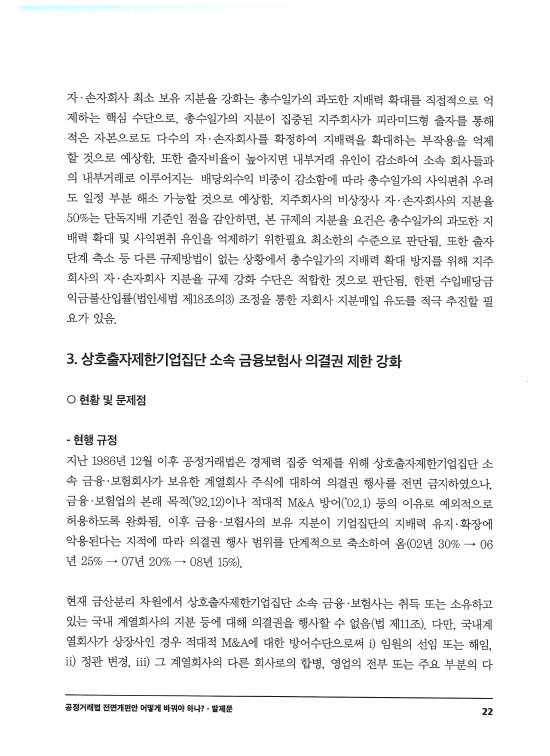 자·손자회사 최소 보유 지분율 강화는 총수일가의 과도한 지배력 확대를 직접적으로 억
제하는 핵심 수단으로, 총수일가의 지분이 집중된 지주회사가 피라미드형 출자를 통해
적은 자본으로도 다수의 자·손자회사를 확정하여 지배력을 확대하는 부작용을 억제
할 것으로 예상함. 또한 출자비율이 높아지면 내부거래 유인이 감소하여 소속 회사들과
의 내부거래로 이루어지는 배당외수익 비중이 감소함에 따라 총수일가의 사익편취 우려
도 일정 부분 해소 가능할 것으로 예상함. 지주회사의 비상장사 자·손자회사의 지분율
50%는 단독지배 기준인 점을 감안하면, 본 규제의 지분율 요건은 총수일가의 과도한 지
배력 확대 및 사익편취 유인을 억제하기 위한필요 최소한의 수준으로 판단됨. 또한 출자
단계 축소 등 다른 규제방법이 없는 상황에서 총수일가의 지배력 확대 방지를 위해 지주
회사의 자·손자회사 지분율 규제 강화 수단은 적합한 것으로 판단됨. 한편 수입배당금
익금불산입률(법인세법 제18조의3) 조정을 통한 자회사 지분매입 유도를 적극 추진할 필
요가 있음.
3. 상호출자제한기업집단 소속 금융보험사 의결권 제한 강화
○ 현황 및 문제점
- 현행 규정
지난 1986년 12월 이후 공정거래법은 경제력 집중 억제를 위해 상호출자제한기업집단 소
속 금융·보험회사가 보유한 계열회사 주식에 대하여 의결권 행사를 전면 금지하였으나,
금융·보험업의 본래 목적('92.12)이나 적대적 M&A 방어('02.1) 등의 이유로 예외적으로
허용하도록 완화됨. 이후 금융·보험사의 보유 지분이 기업집단의 지배력 유지·확장에
악용된다는 지적에 따라 의결권 행사 범위를 단계적으로 축소하여 옴(02년 30% → 06
년 25% → 07년 20% → 08년 15%).
현재 금산분리 차원에서 상호출자제한기업집단 소속 금융·보험사는 취득 또는 소유하고
있는 국내 계열회사의 지분 등에 대해 의결권을 행사할 수 없음(법 제11조). 다만, 국내계
열회사가 상장사인 경우 적대적 M&A에 대한 방어수단으로써 i) 임원의 선임 또는 해임,
ii) 정관 변경, iii) 그 계열회사의 다른 회사로의 합병, 영업의 전부 또는 주요 부분의 다
공정거래법 전면개편안 어떻게 바꿔야 하나? - 발제문
22